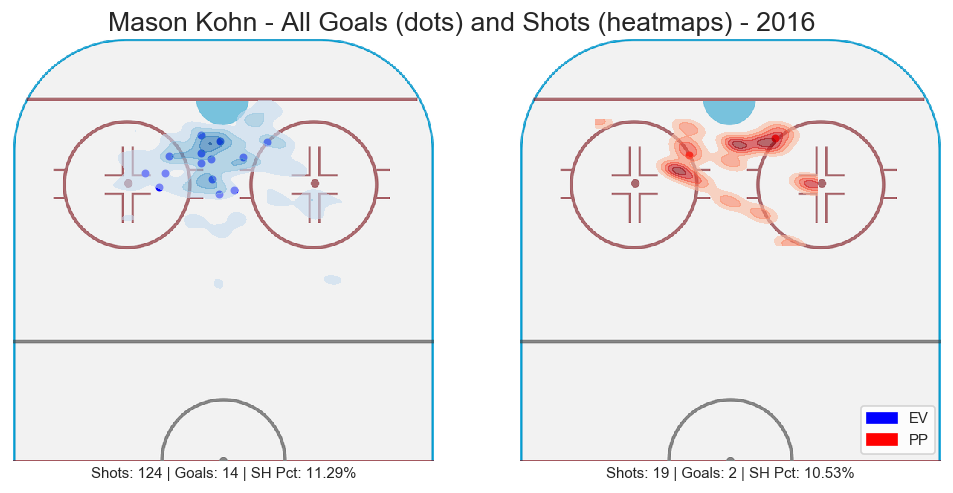 Mason Kohn - All Goals (dots) and Shots (heatmaps) - 2016
EV
PP
Shots: 124 | Goals: 14 | SH Pct: 11.29%
Shots: 19 | Goals: 2 | SH Pct: 10.53%